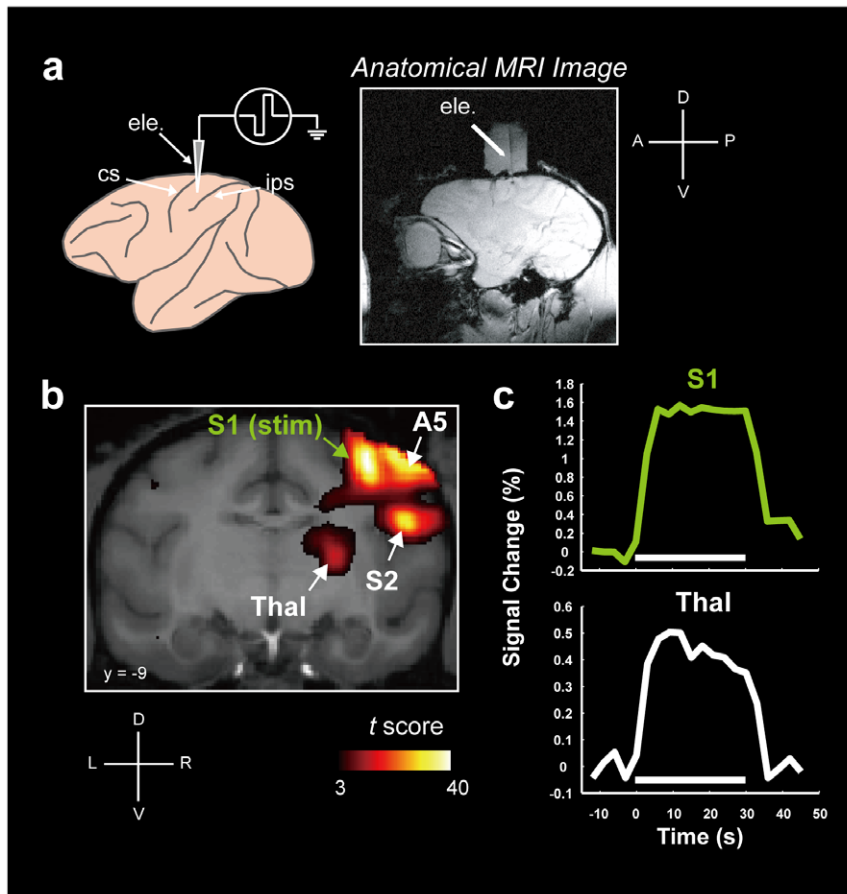 a
Anatomical MRI Image
ele.
cs
ips
ele.
D
A
P
V
b
S1 (stim)
A5
S2
Thal
y = -9
D
L
R
V
t score
3
40
c
S1
1.8
1.6
1.4
1.2
1
0.8
0.6
0.4
0.2
0
-0.2
Signal Change (%)
Thal
0.6
0.5
0.4
0.3
0.2
0.1
0
-0.1
-10 0 10 20 30 40 50
Time (s)